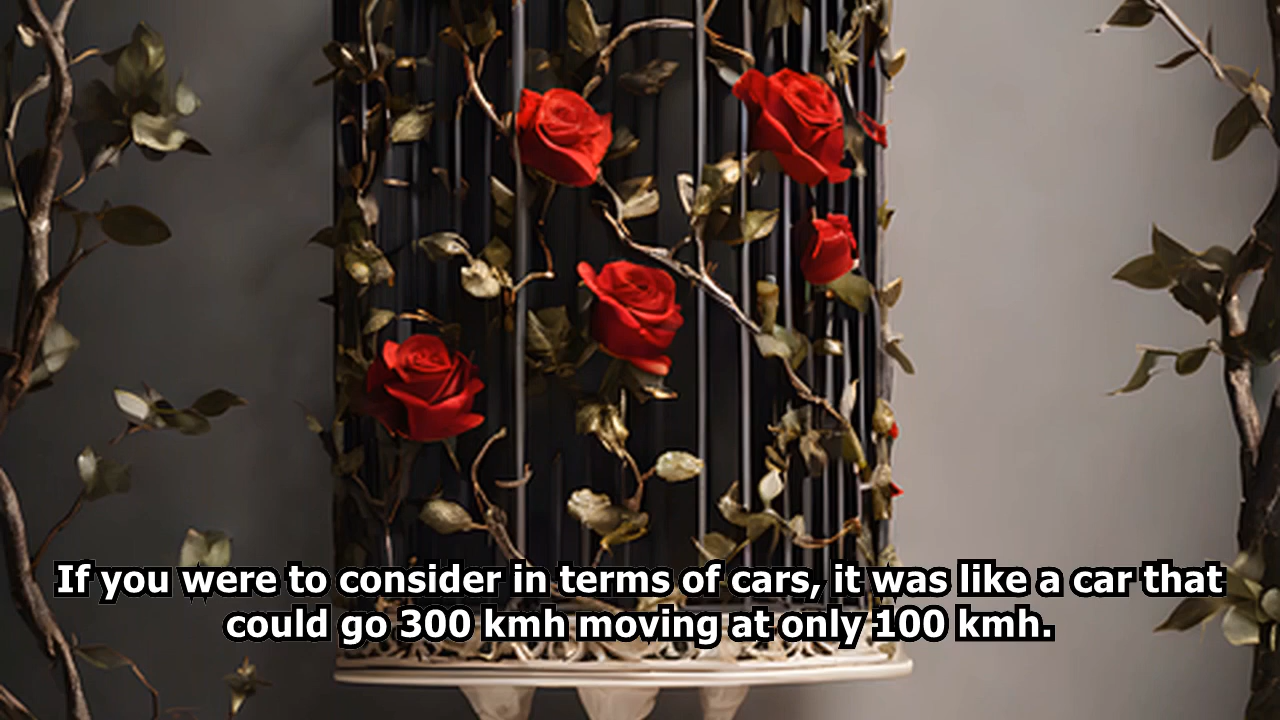 If you were to consider in terms of cars, it was like a car that
could go 300 kmh moving at only 100 kmh.